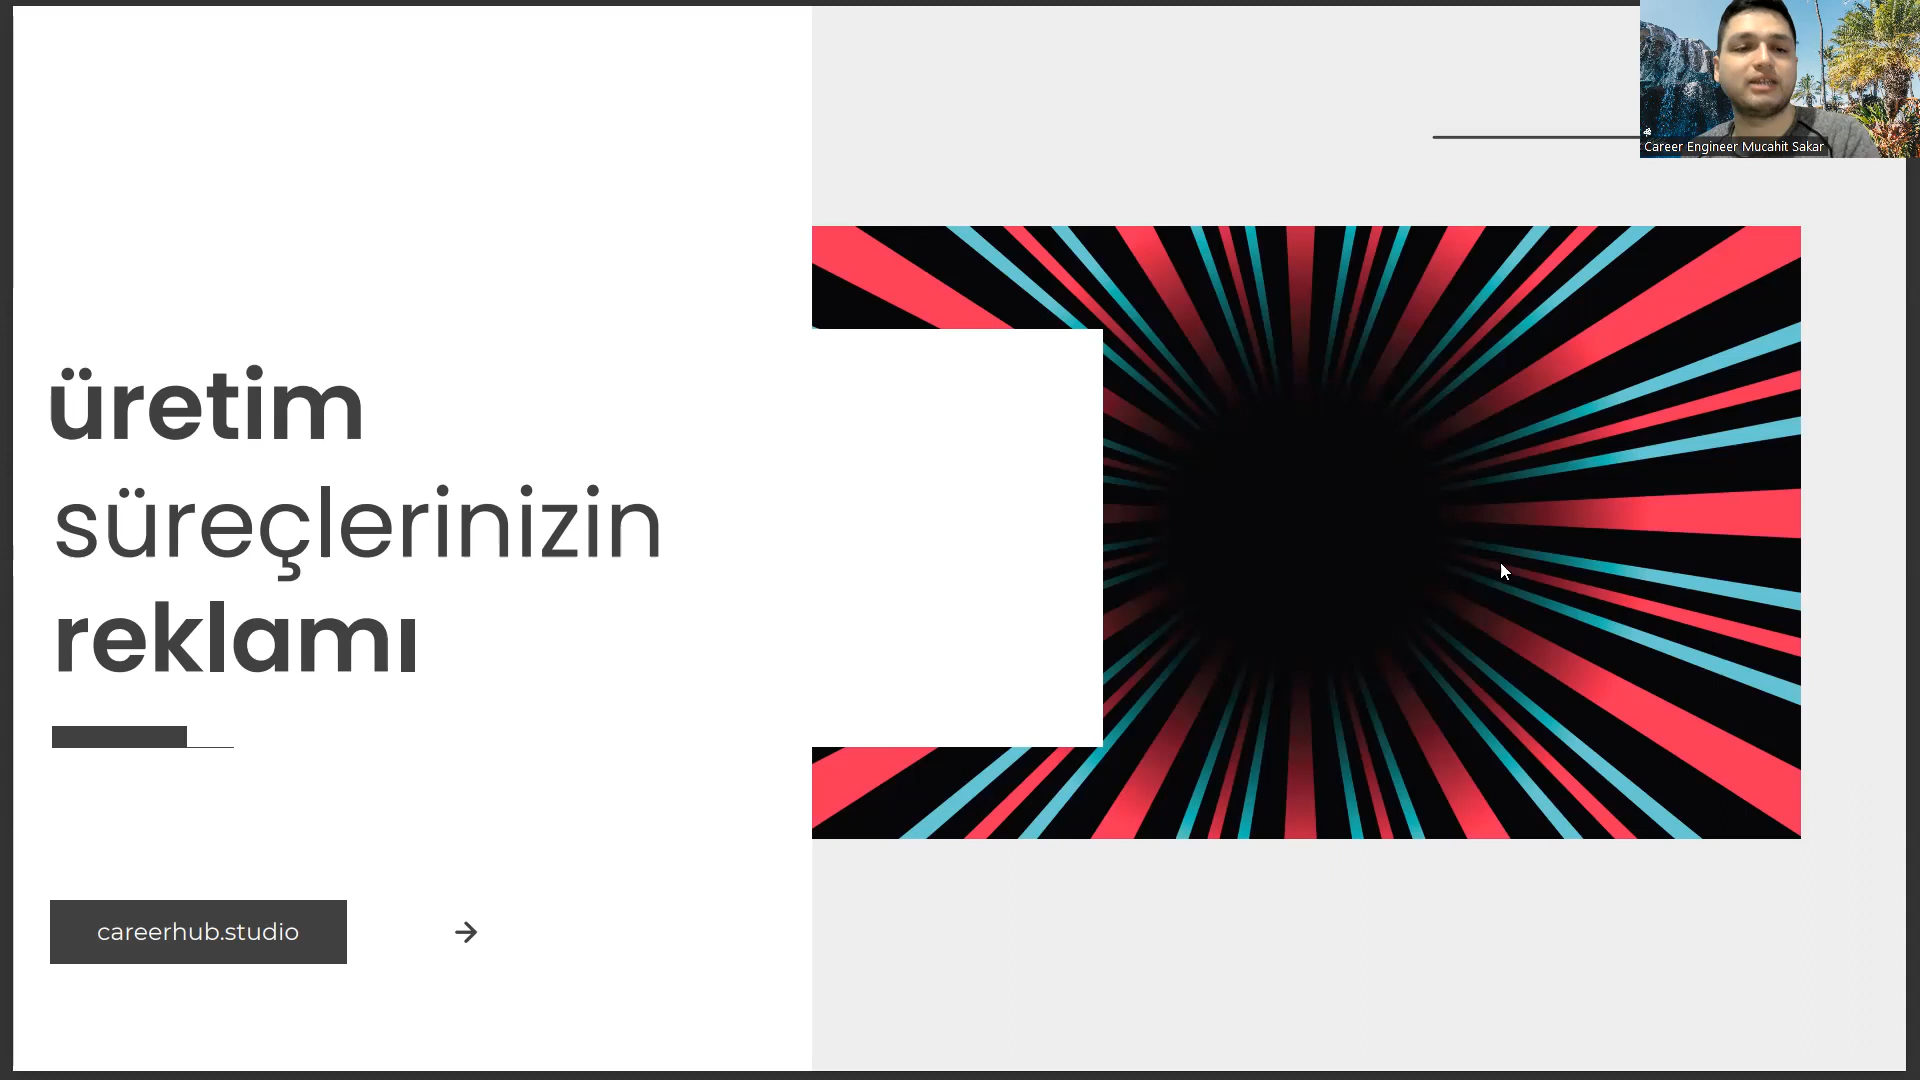 Career Engineer Mucahit Sakar
üretim
süreçlerinizin
reklamı
careerhub.studio